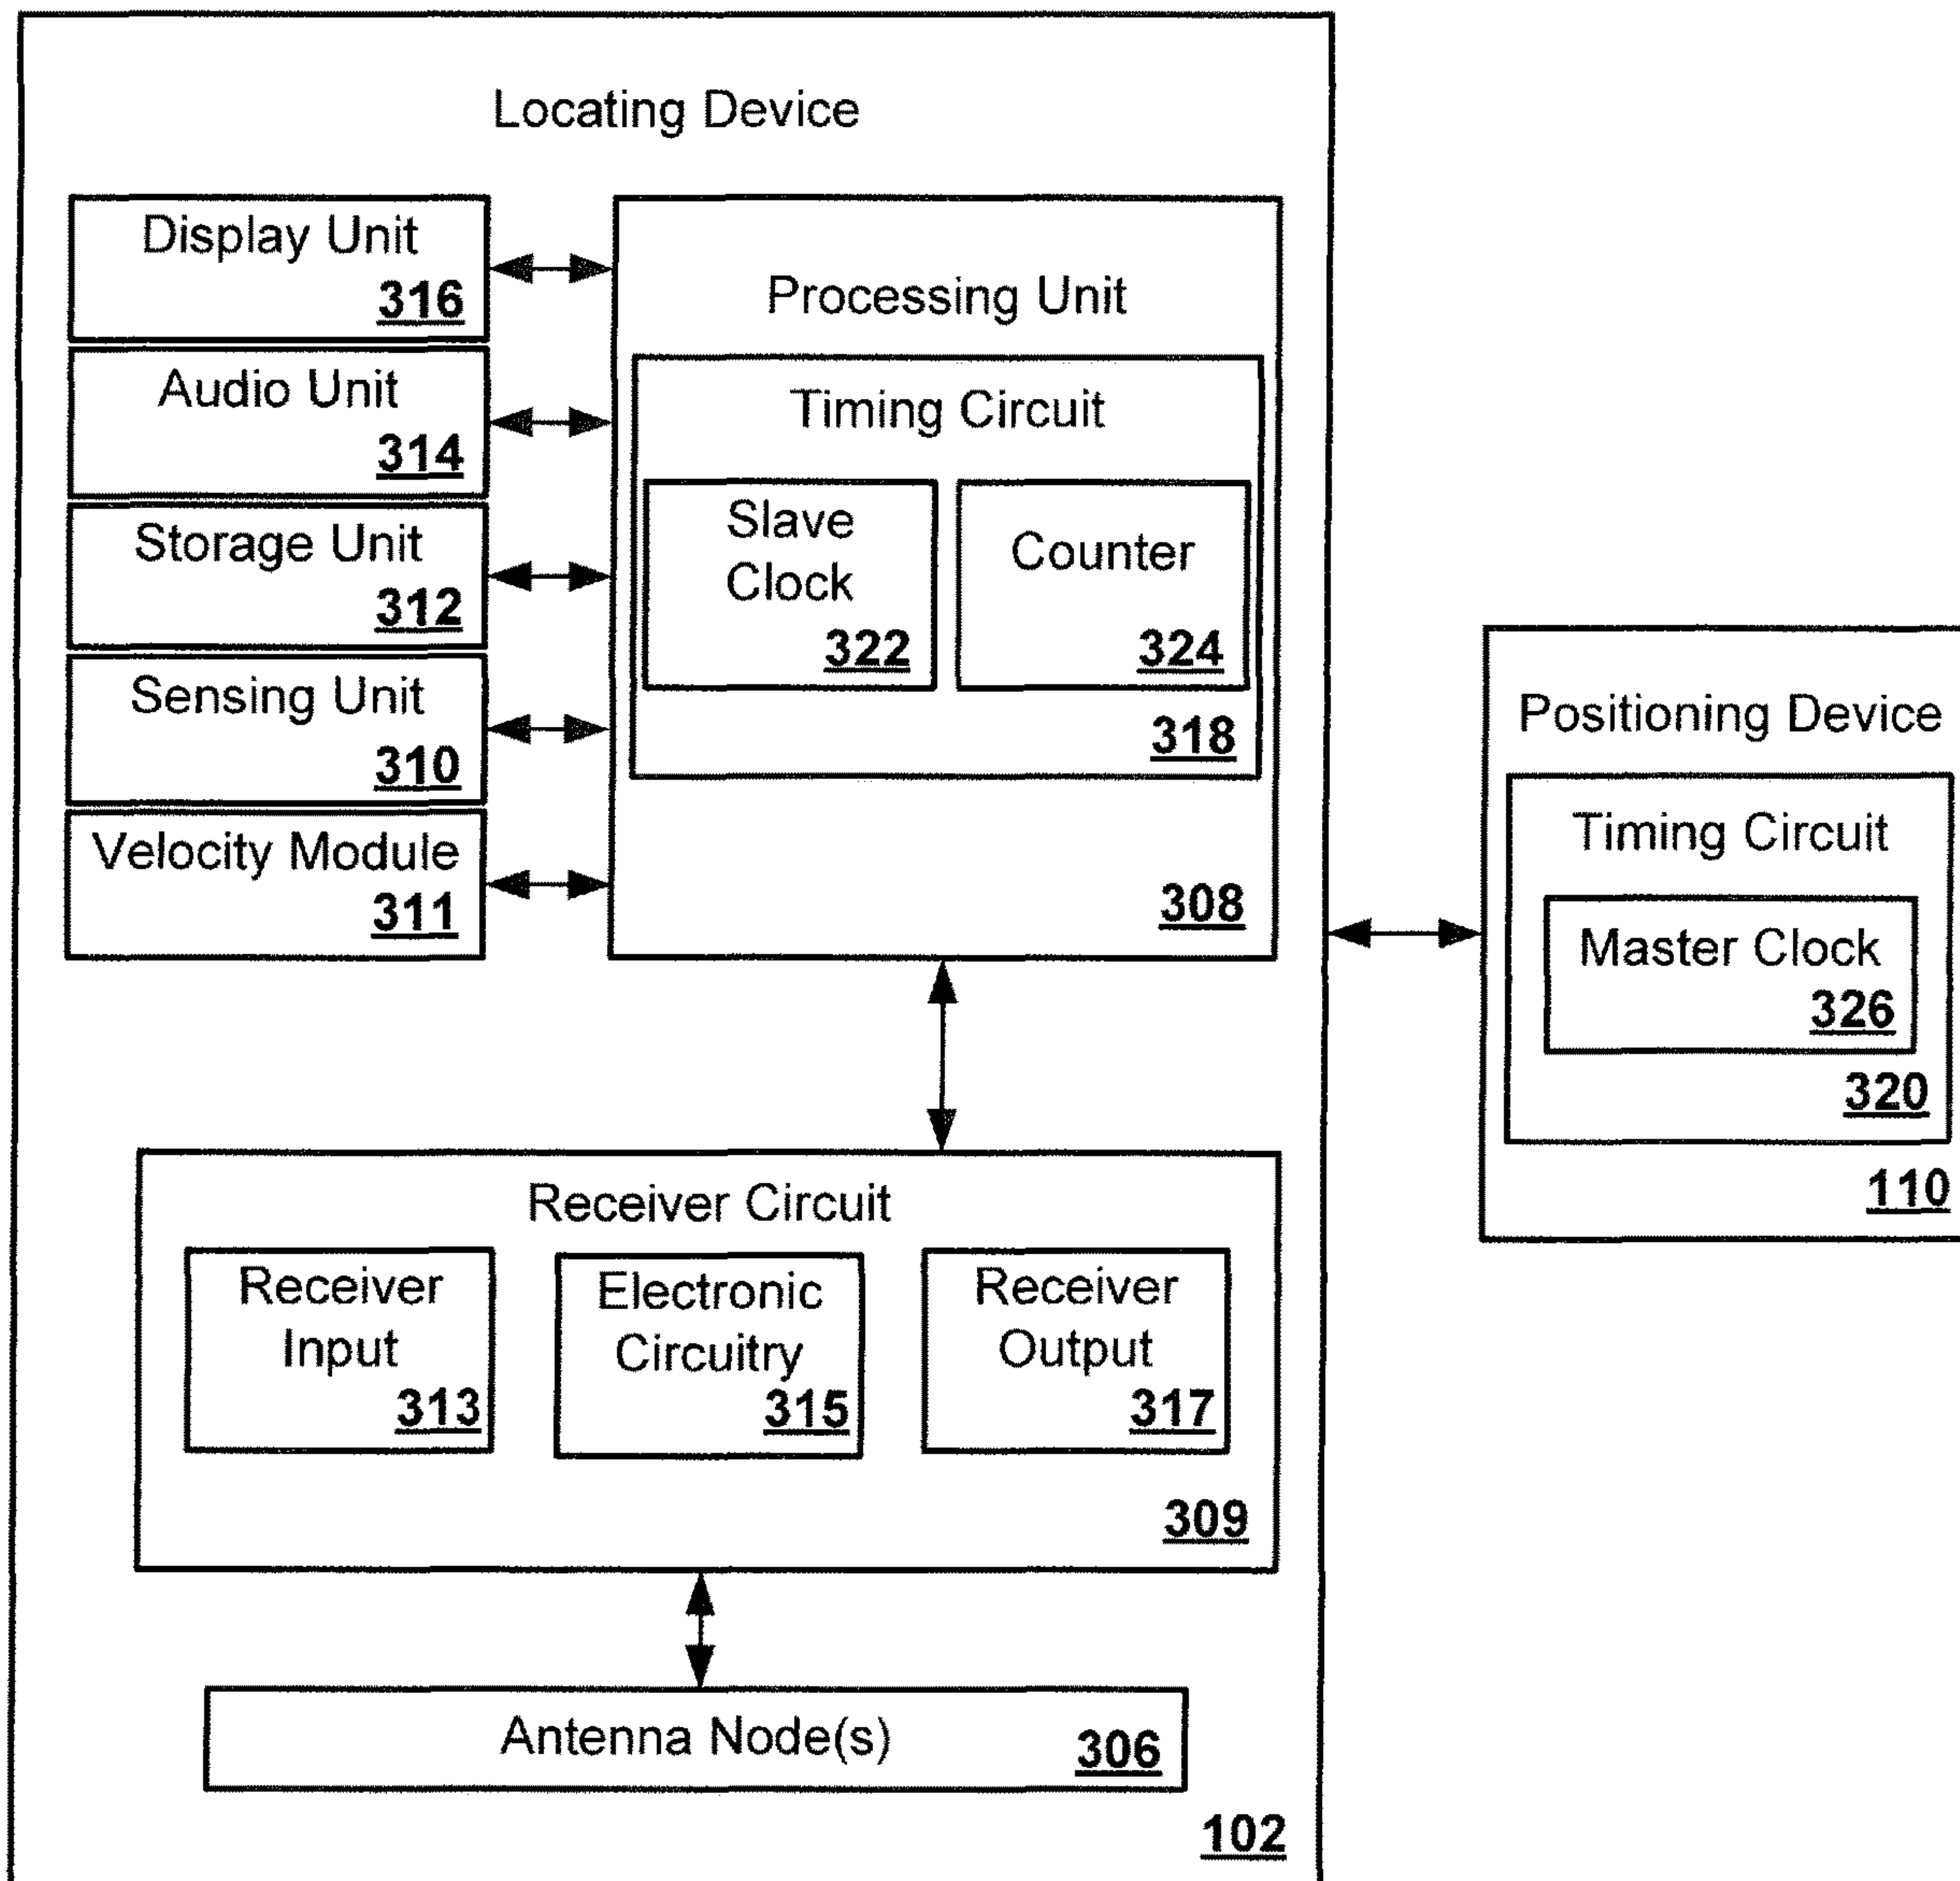 Locating Device
Display Unit
316
Audio Unit
314
Storage Unit
312
Sensing Unit
310
Velocity Module
311
Processing Unit
Timing Circuit
Slave
Clock
322
Counter
324
318
308
Positioning Device
Timing Circuit
Master Clock
326
320
110
Receiver Circuit
Receiver
Input
313
Electronic
Circuitry
315
Receiver
Output
317
309
Antenna Node(s)
306
102